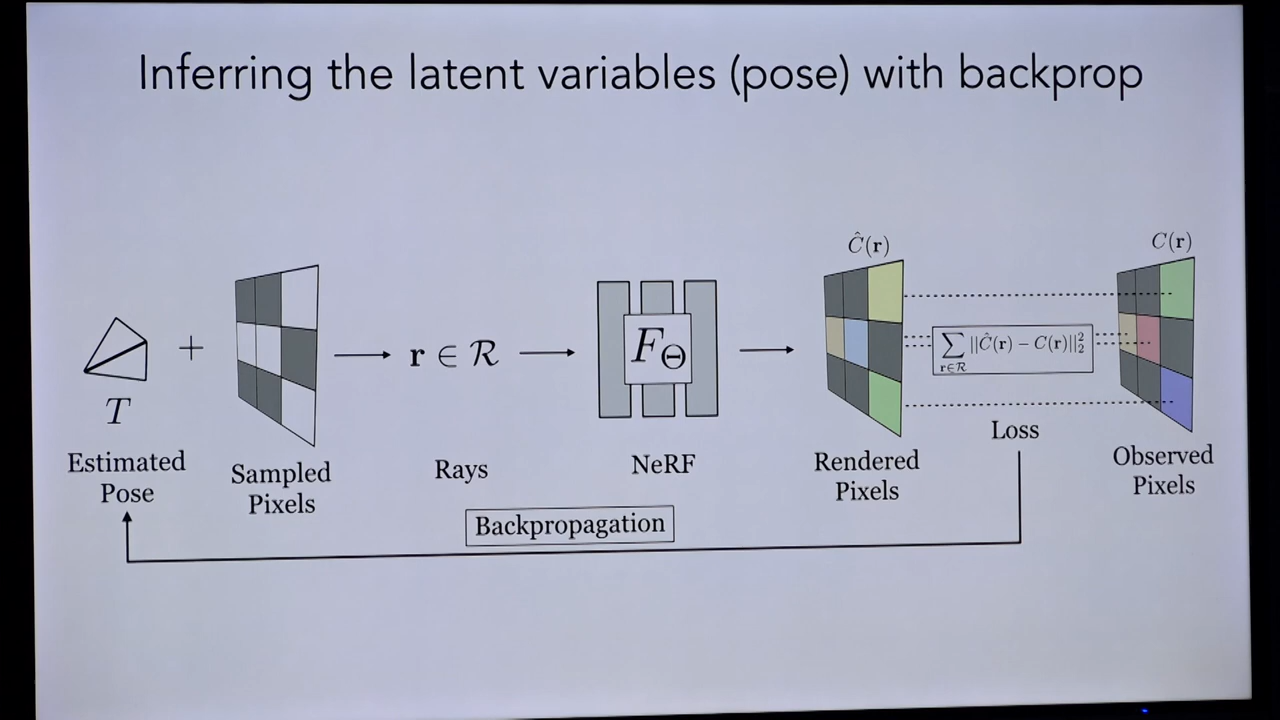 Inferring the latent variables (pose) with backprop
Ĉ(r)
C(r)
T
+
r ∈ R
F_Θ
∑_{r∈R} ||Ĉ(r) − C(r)||₂²
Estimated
Pose
Sampled
Pixels
Rays
NeRF
Rendered
Pixels
Loss
Observed
Pixels
Backpropagation